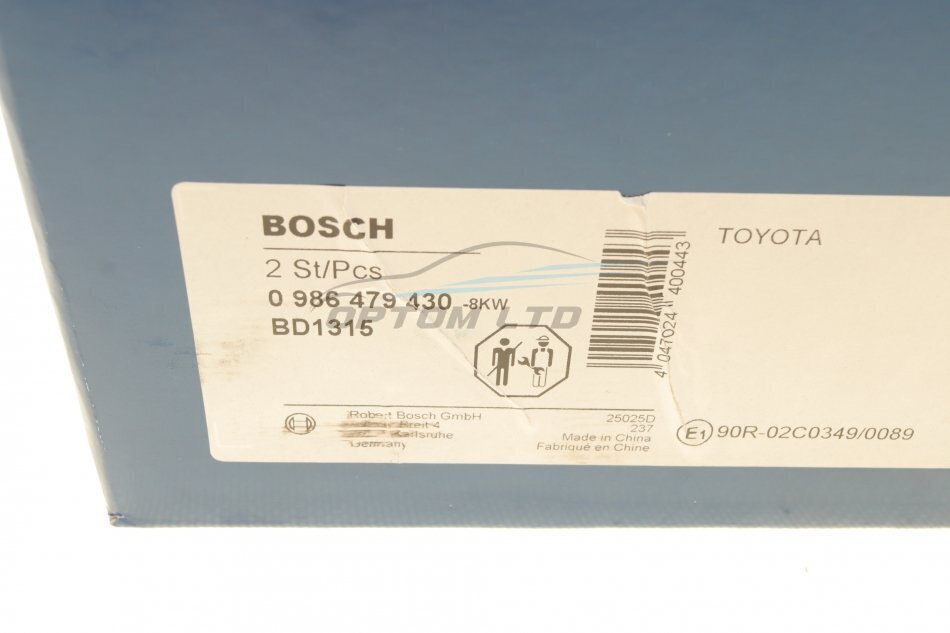 BOSCH
2 St/Pcs
0 986 479 430 -8KW
BD1315
OPTOM LTD
4 047024 400443
TOYOTA
Robert Bosch GmbH
Germany
25025D
237
Made in China
Fabriqué en Chine
E1 90R-02C0349/0089